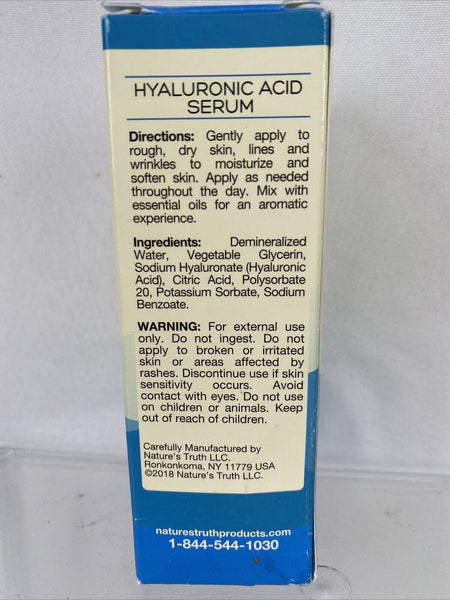 HYALURONIC ACID
SERUM
Directions: Gently apply to
rough, dry skin, lines and
wrinkles to moisturize and
soften skin. Apply as needed
throughout the day. Mix with
essential oils for an aromatic
experience.
Ingredients: Demineralized
Water, Vegetable Glycerin,
Sodium Hyaluronate (Hyaluronic
Acid), Citric Acid, Polysorbate
20, Potassium Sorbate, Sodium
Benzoate.
WARNING: For external use
only. Do not ingest. Do not
apply to broken or irritated
skin or areas affected by
rashes. Discontinue use if skin
sensitivity occurs. Avoid
contact with eyes. Do not use
on children or animals. Keep
out of reach of children.
Carefully Manufactured by
Nature's Truth LLC.
Ronkonkoma, NY 11779 USA
©2018 Nature's Truth LLC.
naturestruthproducts.com
1-844-544-1030